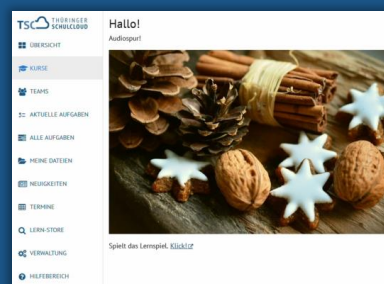 TSC THÜRINGER
SCHULCLOUD
ÜBERSICHT
KURSE
TEAMS
AKTUELLE AUFGABEN
ALLE AUFGABEN
MEINE DATEIEN
NEUIGKEITEN
TERMINE
LERN-STORE
VERWALTUNG
HILFEBEREICH
Hallo!
Audiospur!
Spielt das Lernspiel. Klick!